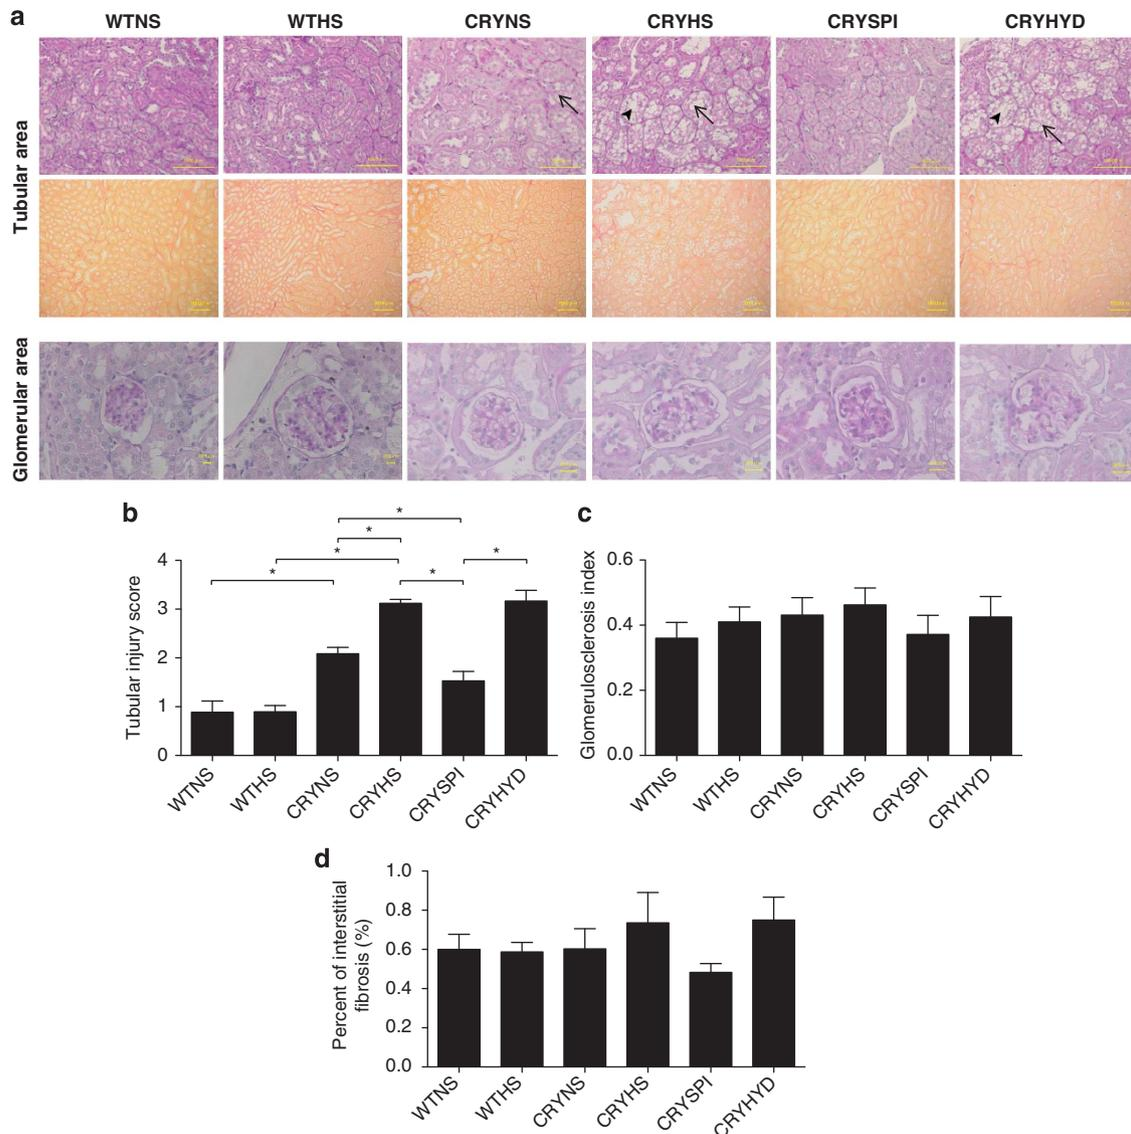 a
WTNS WTHS CRYNS CRYHS CRYSPI CRYHYD
Tubular area
Glomerular area
b
* 
*
*
*
*
*
Tubular injury score
4
3
2
1
0
WTNS WTHS CRYNS CRYHS CRYSPI CRYHYD
c
Glomerulosclerosis index
0.6
0.4
0.2
0.0
WTNS WTHS CRYNS CRYHS CRYSPI CRYHYD
d
Percent of interstitial
fibrosis (%)
1.0
0.8
0.6
0.4
0.2
0.0
WTNS WTHS CRYNS CRYHS CRYSPI CRYHYD